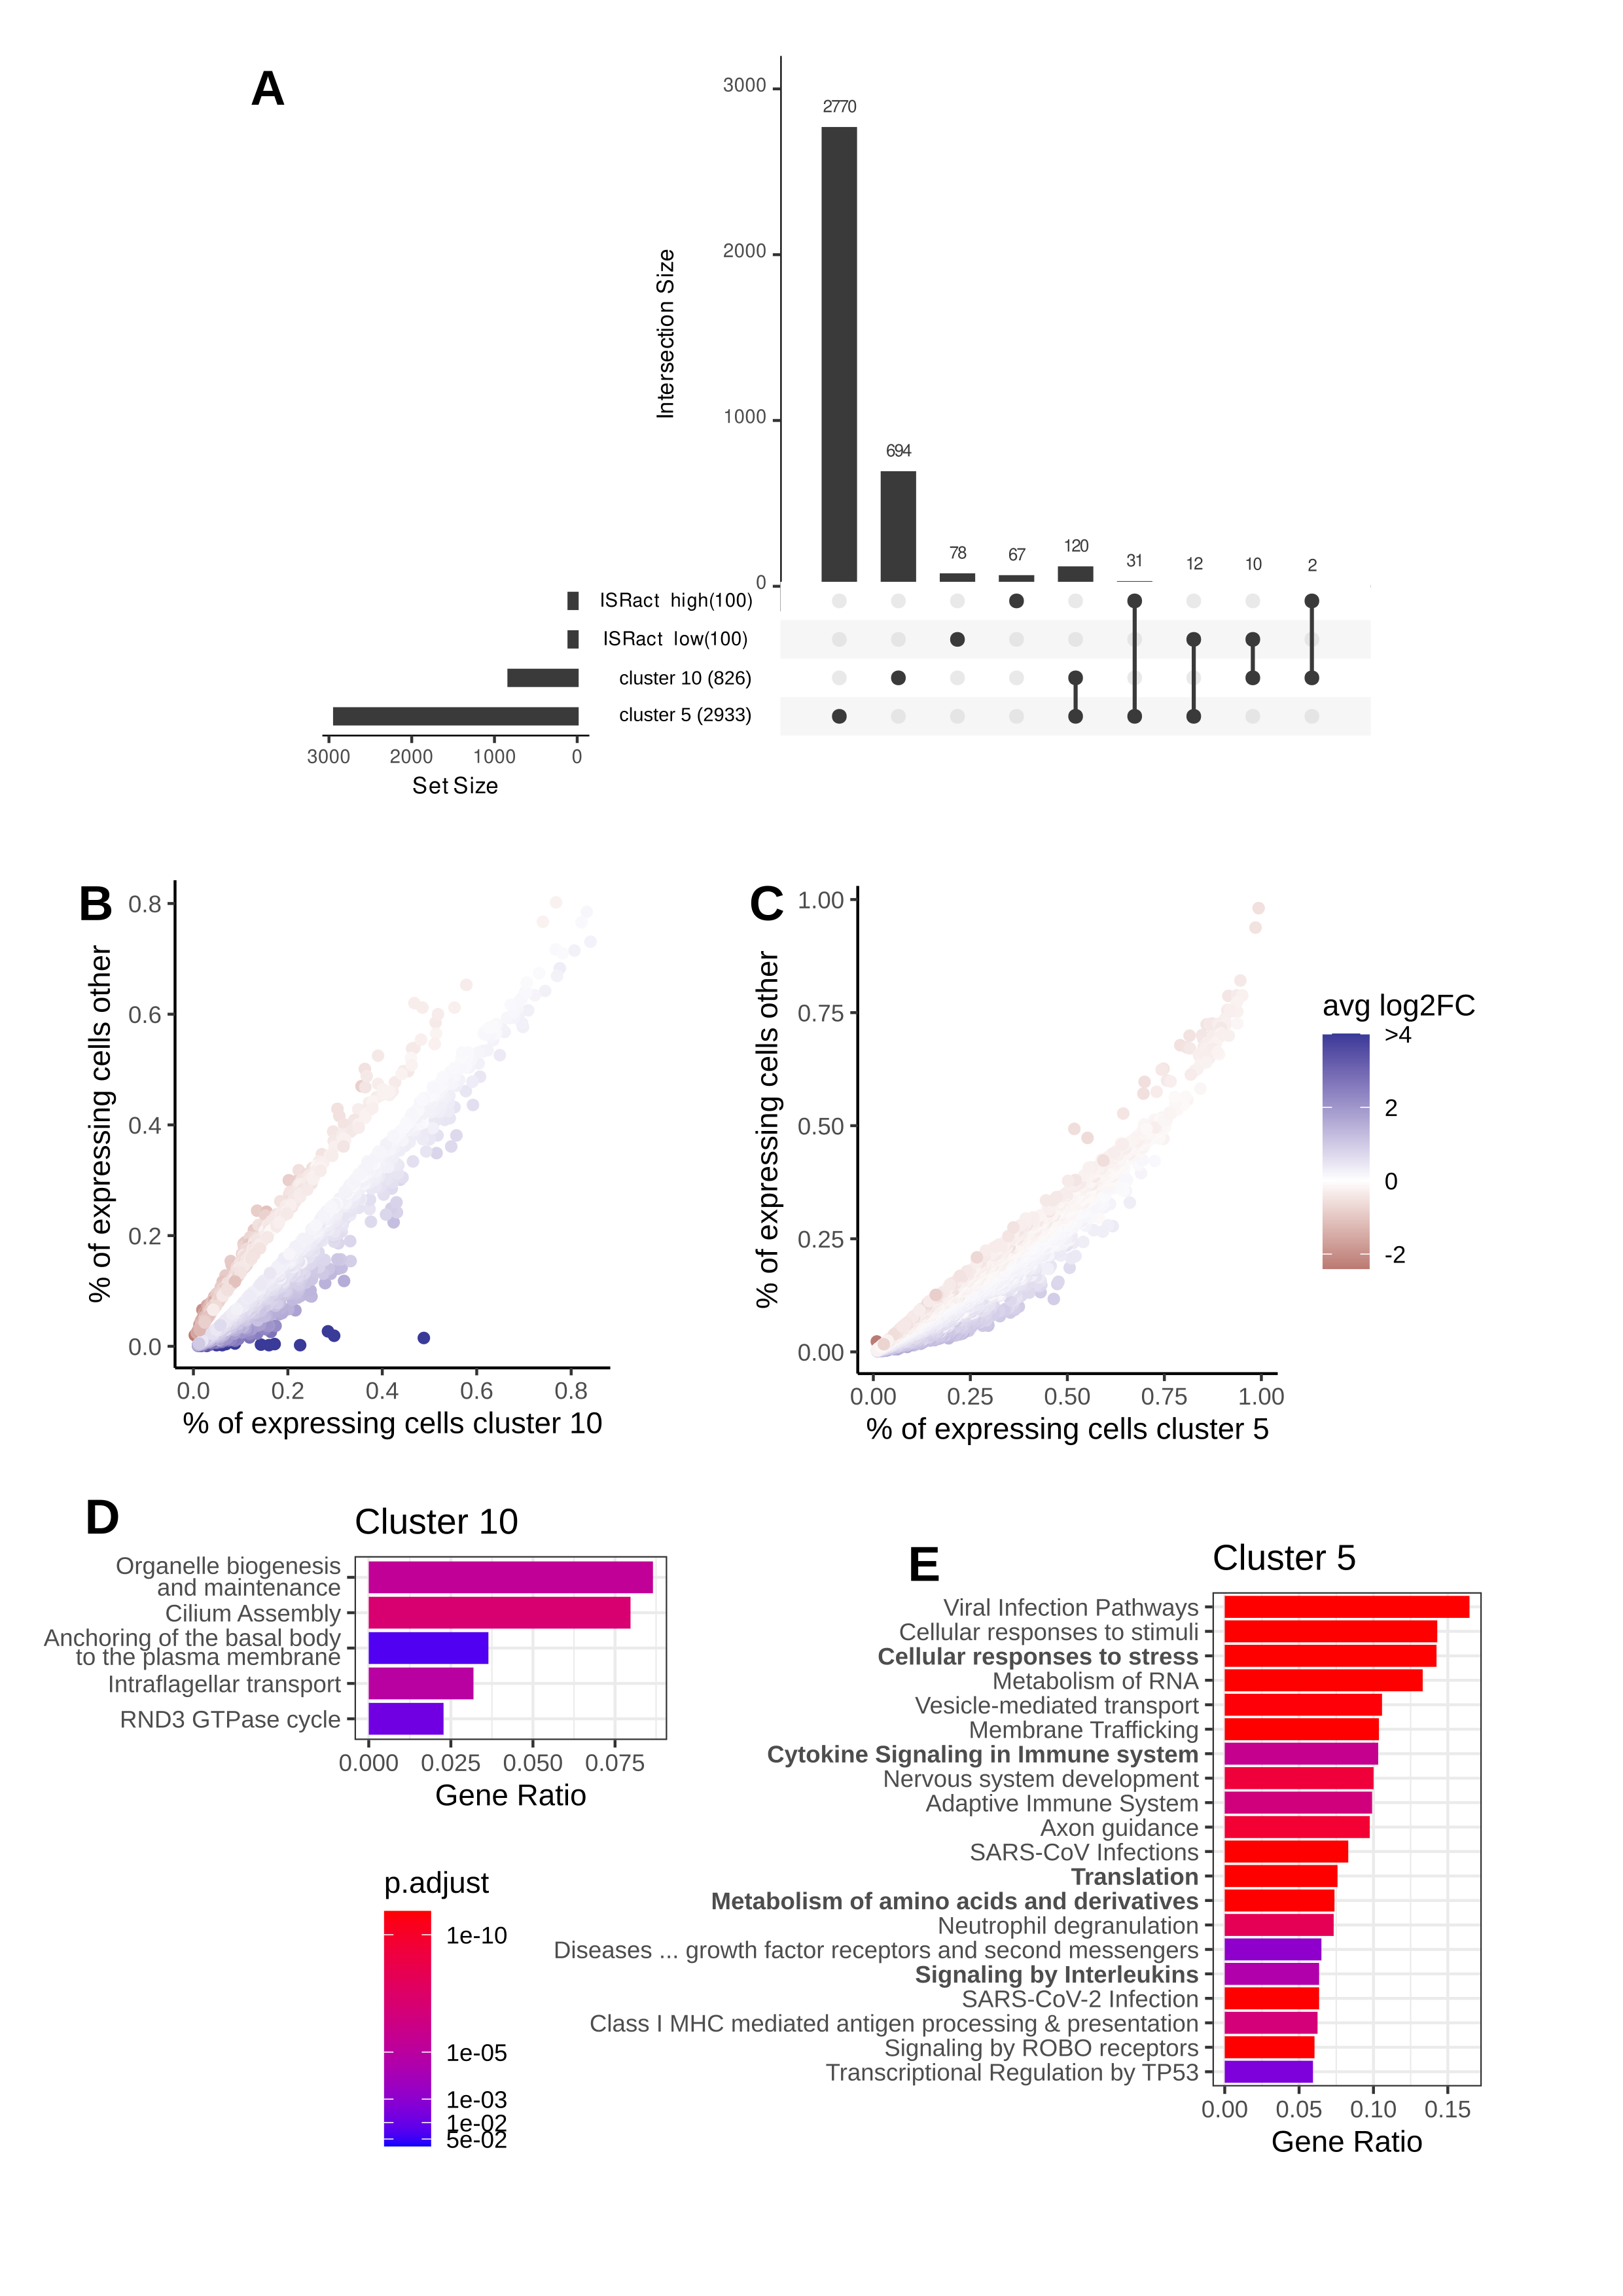 A
3000
2000
1000
0
Intersection Size
2770
694
78
67
120
31
12
10
2
ISRact high(100)
ISRact low(100)
cluster 10 (826)
cluster 5 (2933)
3000 2000 1000 0
Set Size
B
0.8
0.6
0.4
0.2
0.0
% of expressing cells other
0.0 0.2 0.4 0.6 0.8
% of expressing cells cluster 10
C
1.00
0.75
0.50
0.25
0.00
% of expressing cells other
0.00 0.25 0.50 0.75 1.00
% of expressing cells cluster 5
avg log2FC
>4
2
0
-2
D
Cluster 10
Organelle biogenesis
and maintenance
Cilium Assembly
Anchoring of the basal body
to the plasma membrane
Intraflagellar transport
RND3 GTPase cycle
0.000 0.025 0.050 0.075
Gene Ratio
p.adjust
1e-10
1e-05
1e-03
1e-02
5e-02
E
Cluster 5
Viral Infection Pathways
Cellular responses to stimuli
Cellular responses to stress
Metabolism of RNA
Vesicle-mediated transport
Membrane Trafficking
Cytokine Signaling in Immune system
Nervous system development
Adaptive Immune System
Axon guidance
SARS-CoV Infections
Translation
Metabolism of amino acids and derivatives
Neutrophil degranulation
Diseases ... growth factor receptors and second messengers
Signaling by Interleukins
SARS-CoV-2 Infection
Class I MHC mediated antigen processing & presentation
Signaling by ROBO receptors
Transcriptional Regulation by TP53
0.00 0.05 0.10 0.15
Gene Ratio